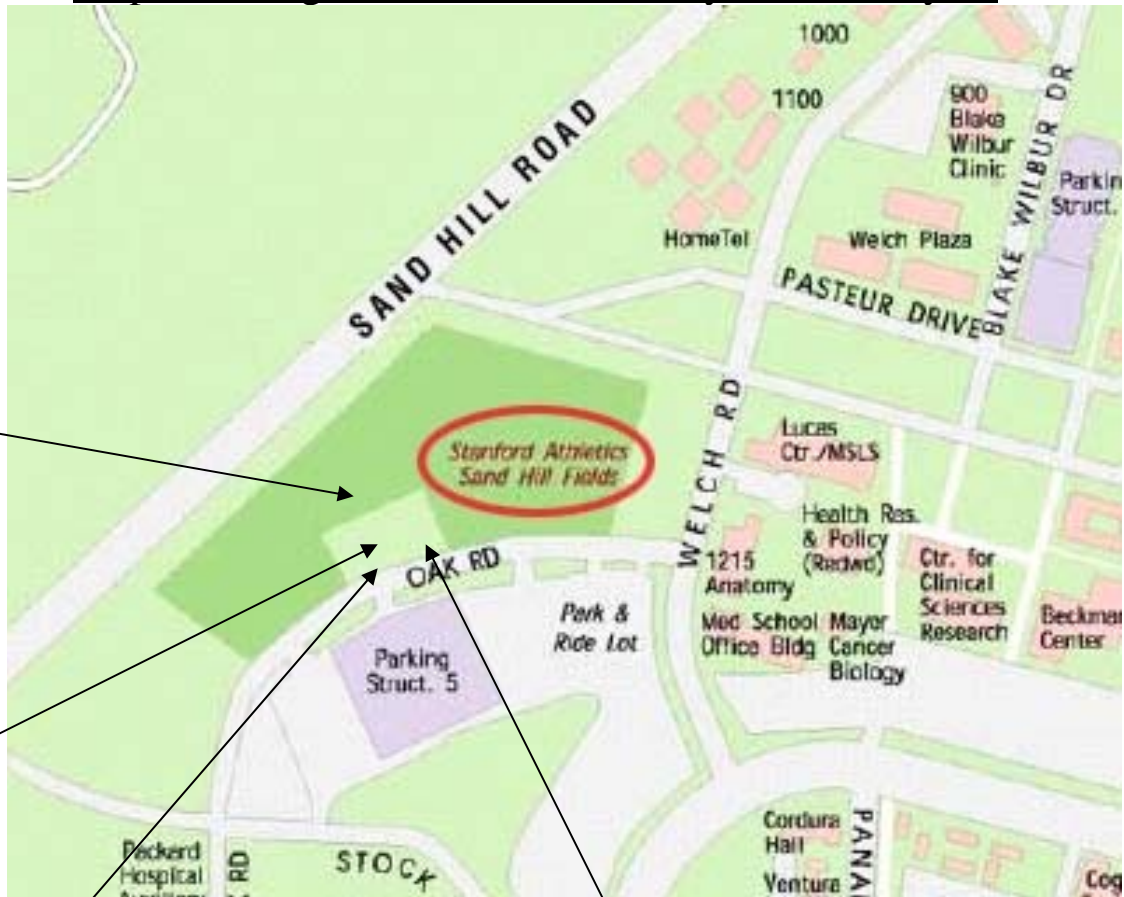 1000
1100
900
Blake
Wilbur
Clinic
BLAKE WILBUR DR
Parkin
Struct.
SAND HILL ROAD
HomeTel
Welch Plaza
PASTEUR DRIVE
WELCH RD
Stanford Athletics
Sand Hill Fields
Lucas
Ctr./MSLS
Health Res.
& Policy
(Redwd)
1215
Anatomy
Ctr. for
Clinical
Sciences
Research
Beckman
Center
OAK RD
Park &
Ride Lot
Med School
Office Bldg
Mayer
Cancer
Biology
Parking
Struct. 5
Cordura
Hall
Ventura
PANA
Packard
Hospital
RD
STOCK
Cog